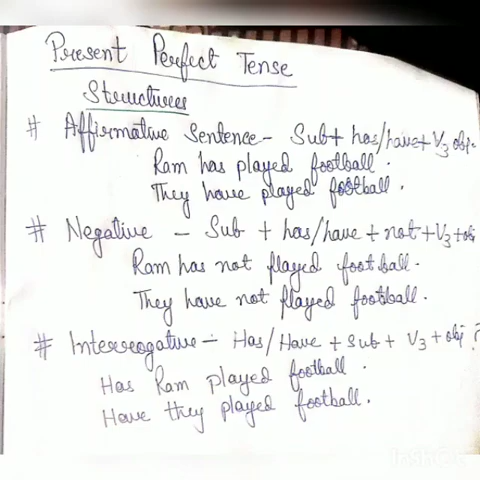 Present Perfect Tense
Structures
# Affirmative Sentence - Sub + has/have + V3 obj.
Ram has played football.
They have played football.
# Negative - Sub + has/have + not + V3 + obj
Ram has not played football.
They have not played football.
# Interrogative - Has/Have + Sub + V3 + obj ?
Has Ram played football.
Have they played football.